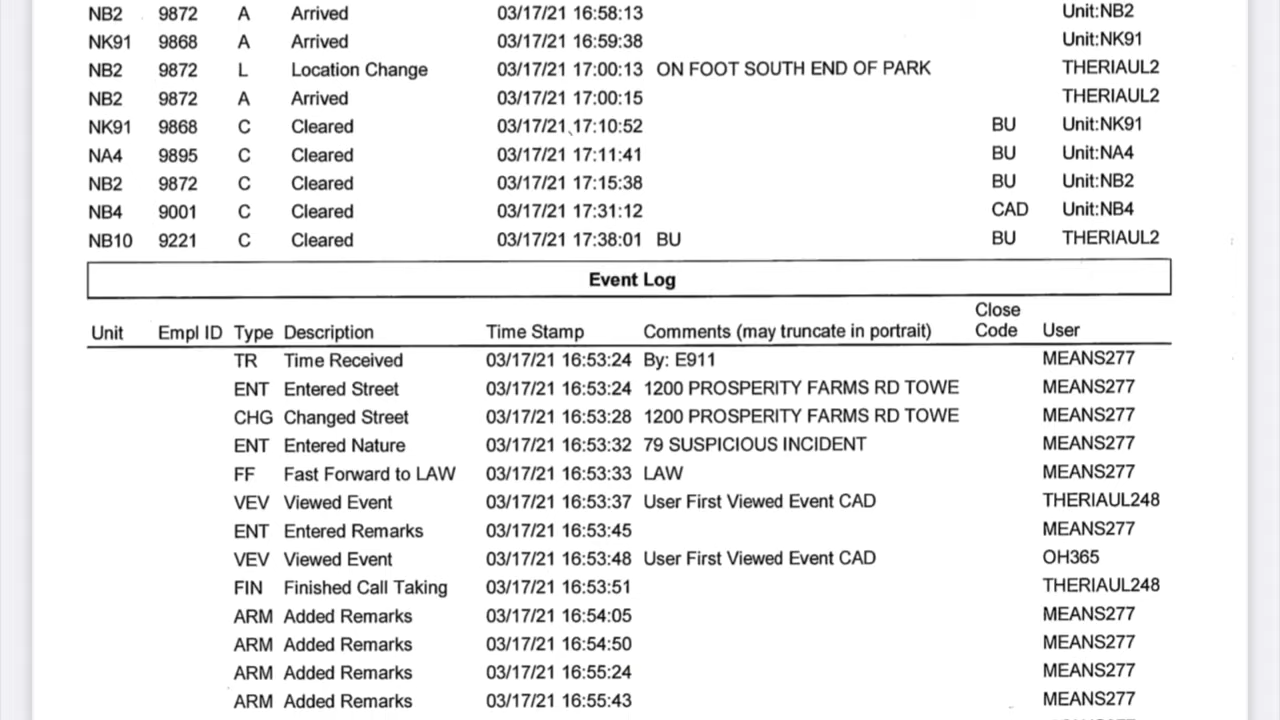 NB2 9872 A Arrived 03/17/21 16:58:13 Unit:NB2
NK91 9868 A Arrived 03/17/21 16:59:38 Unit:NK91
NB2 9872 L Location Change 03/17/21 17:00:13 ON FOOT SOUTH END OF PARK THERIAUL2
NB2 9872 A Arrived 03/17/21 17:00:15 THERIAUL2
NK91 9868 C Cleared 03/17/21 17:10:52 BU Unit:NK91
NA4 9895 C Cleared 03/17/21 17:11:41 BU Unit:NA4
NB2 9872 C Cleared 03/17/21 17:15:38 BU Unit:NB2
NB4 9001 C Cleared 03/17/21 17:31:12 CAD Unit:NB4
NB10 9221 C Cleared 03/17/21 17:38:01 BU BU THERIAUL2
Event Log
Close
Unit Empl ID Type Description Time Stamp Comments (may truncate in portrait) Code User
TR Time Received 03/17/21 16:53:24 By: E911 MEANS277
ENT Entered Street 03/17/21 16:53:24 1200 PROSPERITY FARMS RD TOWE MEANS277
CHG Changed Street 03/17/21 16:53:28 1200 PROSPERITY FARMS RD TOWE MEANS277
ENT Entered Nature 03/17/21 16:53:32 79 SUSPICIOUS INCIDENT MEANS277
FF Fast Forward to LAW 03/17/21 16:53:33 LAW MEANS277
VEV Viewed Event 03/17/21 16:53:37 User First Viewed Event CAD THERIAUL248
ENT Entered Remarks 03/17/21 16:53:45 MEANS277
VEV Viewed Event 03/17/21 16:53:48 User First Viewed Event CAD OH365
FIN Finished Call Taking 03/17/21 16:53:51 THERIAUL248
ARM Added Remarks 03/17/21 16:54:05 MEANS277
ARM Added Remarks 03/17/21 16:54:50 MEANS277
ARM Added Remarks 03/17/21 16:55:24 MEANS277
ARM Added Remarks 03/17/21 16:55:43 MEANS277